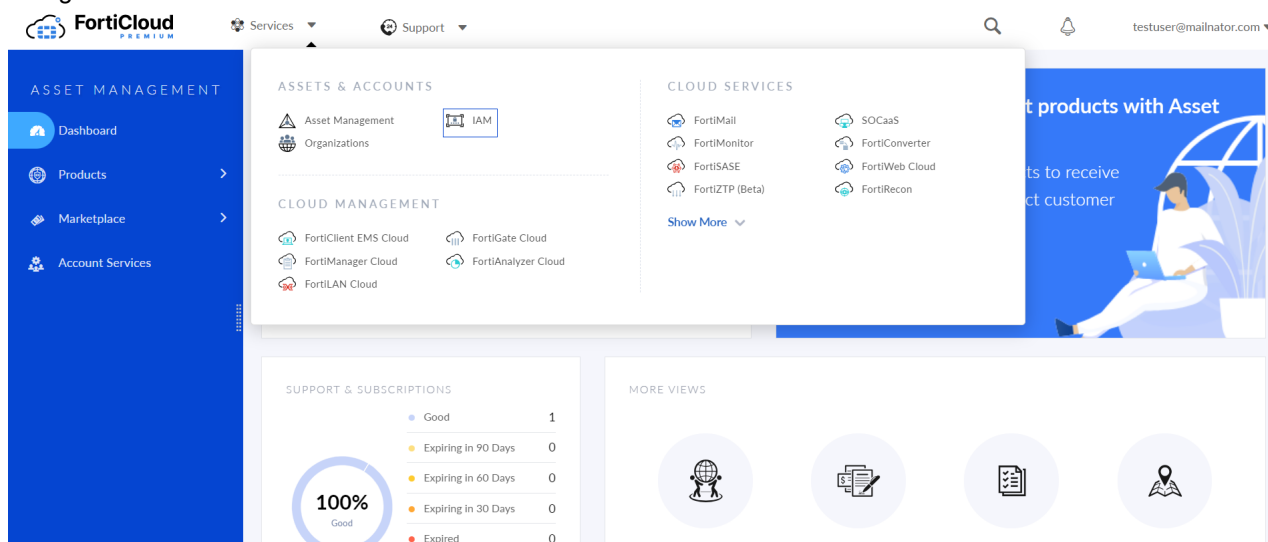 FortiCloud
PREMIUM
Services
Support
testuser@mailnator.com
ASSET MANAGEMENT
Dashboard
Products
Marketplace
Account Services
ASSETS & ACCOUNTS
Asset Management
IAM
Organizations
CLOUD MANAGEMENT
FortiClient EMS Cloud
FortiGate Cloud
FortiManager Cloud
FortiAnalyzer Cloud
FortiLAN Cloud
CLOUD SERVICES
FortiMail
SOCaaS
FortiMonitor
FortiConverter
FortiSASE
FortiWeb Cloud
FortiZTP (Beta)
FortiRecon
Show More
t products with Asset
ts to receive
ct customer
SUPPORT & SUBSCRIPTIONS
Good 1
Expiring in 90 Days 0
Expiring in 60 Days 0
Expiring in 30 Days 0
Expired 0
100%
Good
MORE VIEWS